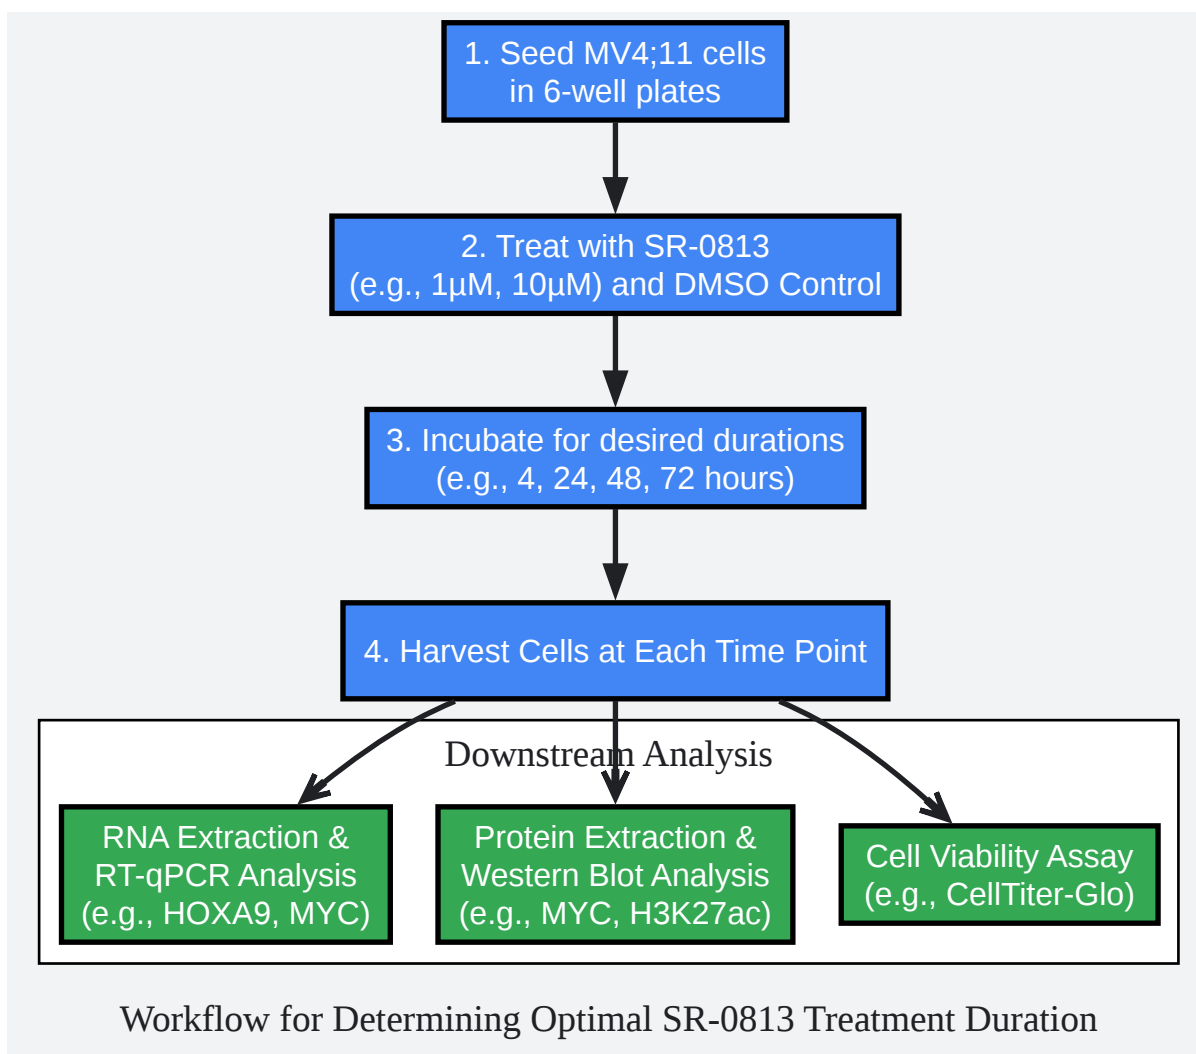 1. Seed MV4;11 cells
in 6-well plates
2. Treat with SR-0813
(e.g., 1µM, 10µM) and DMSO Control
3. Incubate for desired durations
(e.g., 4, 24, 48, 72 hours)
4. Harvest Cells at Each Time Point
Downstream Analysis
RNA Extraction &
RT-qPCR Analysis
(e.g., HOXA9, MYC)
Protein Extraction &
Western Blot Analysis
(e.g., MYC, H3K27ac)
Cell Viability Assay
(e.g., CellTiter-Glo)
Workflow for Determining Optimal SR-0813 Treatment Duration